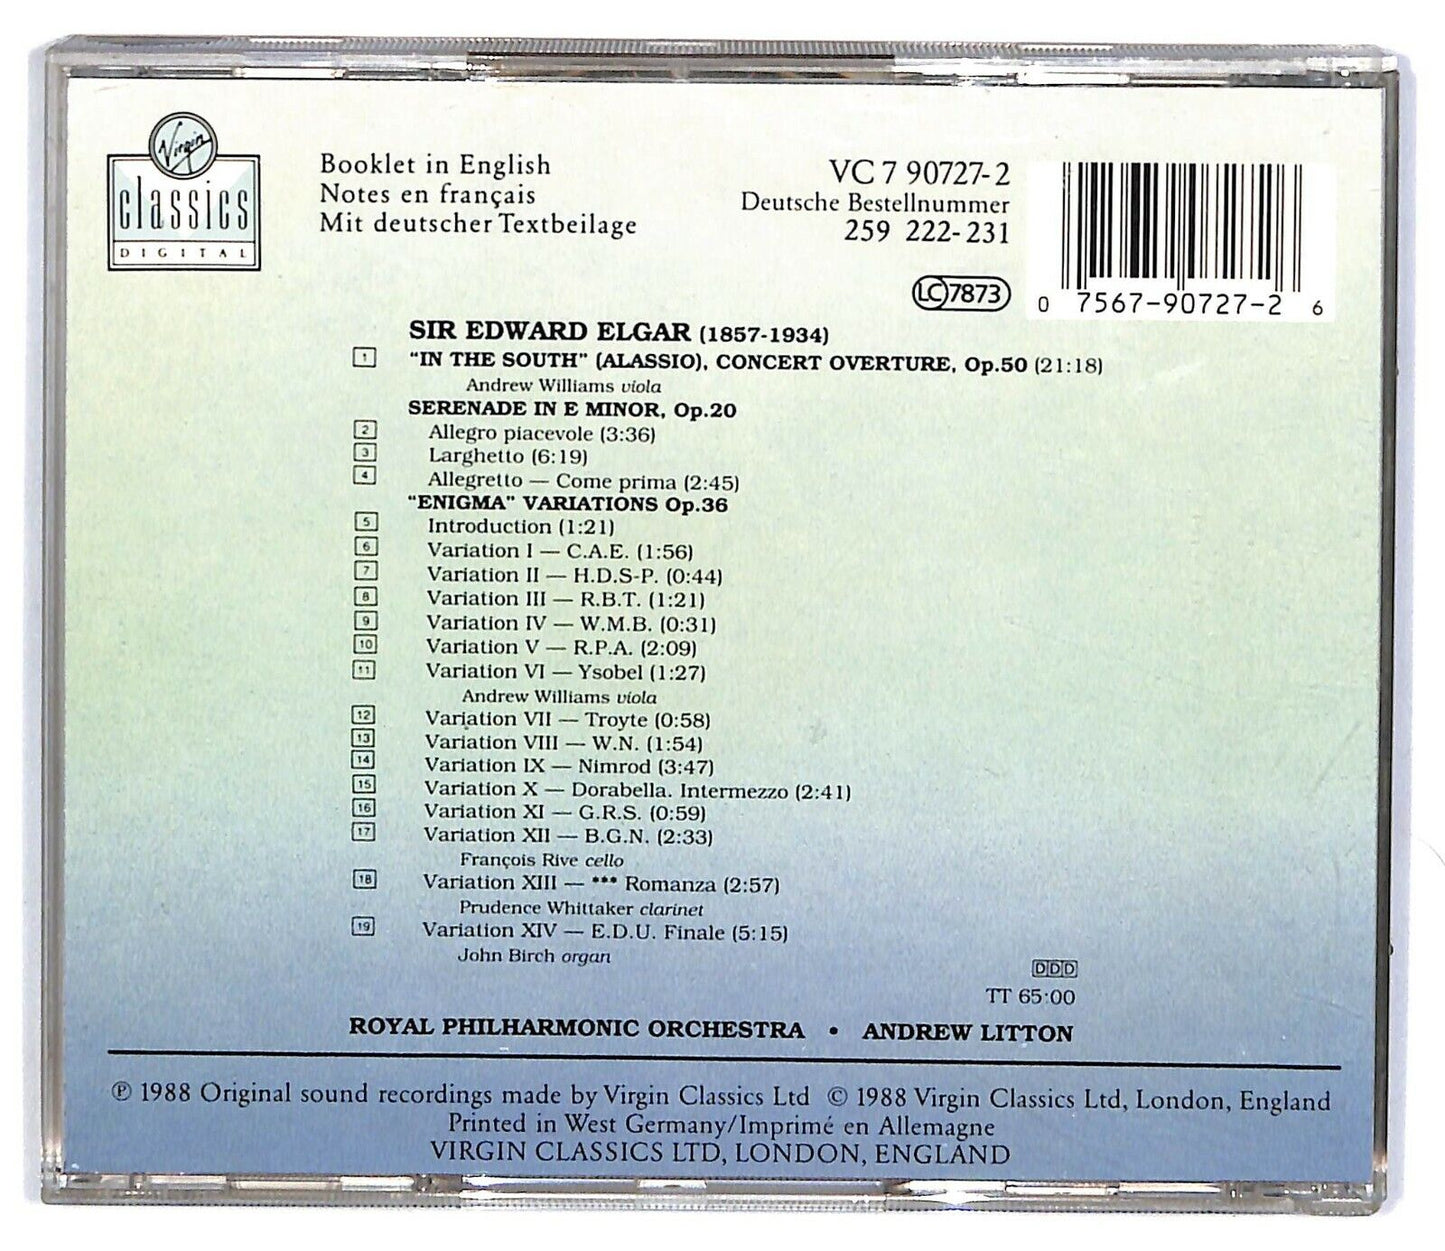 Virgin
classics
DIGITAL
Booklet in English
Notes en français
Mit deutscher Textbeilage
VC 7 90727-2
Deutsche Bestellnummer
259 222-231
LC 7873
0 7567-90727-2 6
SIR EDWARD ELGAR (1857-1934)
1 "IN THE SOUTH" (ALASSIO), CONCERT OVERTURE, Op.50 (21:18)
Andrew Williams viola
SERENADE IN E MINOR, Op.20
2 Allegro piacevole (3:36)
3 Larghetto (6:19)
4 Allegretto — Come prima (2:45)
"ENIGMA" VARIATIONS Op.36
5 Introduction (1:21)
6 Variation I — C.A.E. (1:56)
7 Variation II — H.D.S-P. (0:44)
8 Variation III — R.B.T. (1:21)
9 Variation IV — W.M.B. (0:31)
10 Variation V — R.P.A. (2:09)
11 Variation VI — Ysobel (1:27)
Andrew Williams viola
12 Variation VII — Troyte (0:58)
13 Variation VIII — W.N. (1:54)
14 Variation IX — Nimrod (3:47)
15 Variation X — Dorabella. Intermezzo (2:41)
16 Variation XI — G.R.S. (0:59)
17 Variation XII — B.G.N. (2:33)
François Rive cello
18 Variation XIII — *** Romanza (2:57)
Prudence Whittaker clarinet
19 Variation XIV — E.D.U. Finale (5:15)
John Birch organ
DDD
TT 65:00
ROYAL PHILHARMONIC ORCHESTRA • ANDREW LITTON
℗ 1988 Original sound recordings made by Virgin Classics Ltd © 1988 Virgin Classics Ltd, London, England
Printed in West Germany/Imprimé en Allemagne
VIRGIN CLASSICS LTD, LONDON, ENGLAND